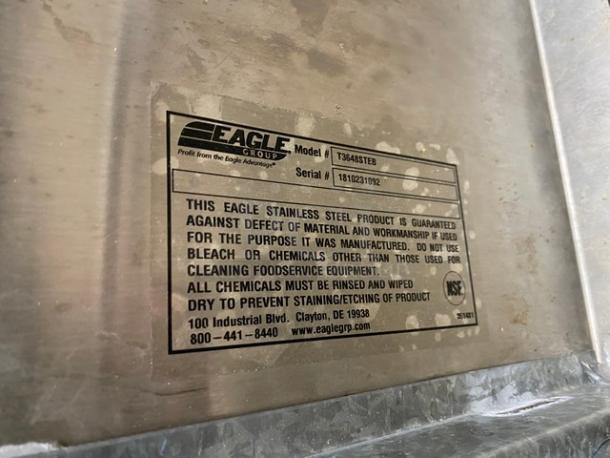 EAGLE
GROUP
Profit from the Eagle Advantage®
Model # T3648STEB
Serial # 1810231092
THIS EAGLE STAINLESS STEEL PRODUCT IS GUARANTEED
AGAINST DEFECT OF MATERIAL AND WORKMANSHIP IF USED
FOR THE PURPOSE IT WAS MANUFACTURED. DO NOT USE
BLEACH OR CHEMICALS OTHER THAN THOSE USED FOR
CLEANING FOODSERVICE EQUIPMENT.
ALL CHEMICALS MUST BE RINSED AND WIPED
DRY TO PREVENT STAINING/ETCHING OF PRODUCT
NSF
100 Industrial Blvd. Clayton, DE 19938
800-441-8440 www.eaglegrp.com